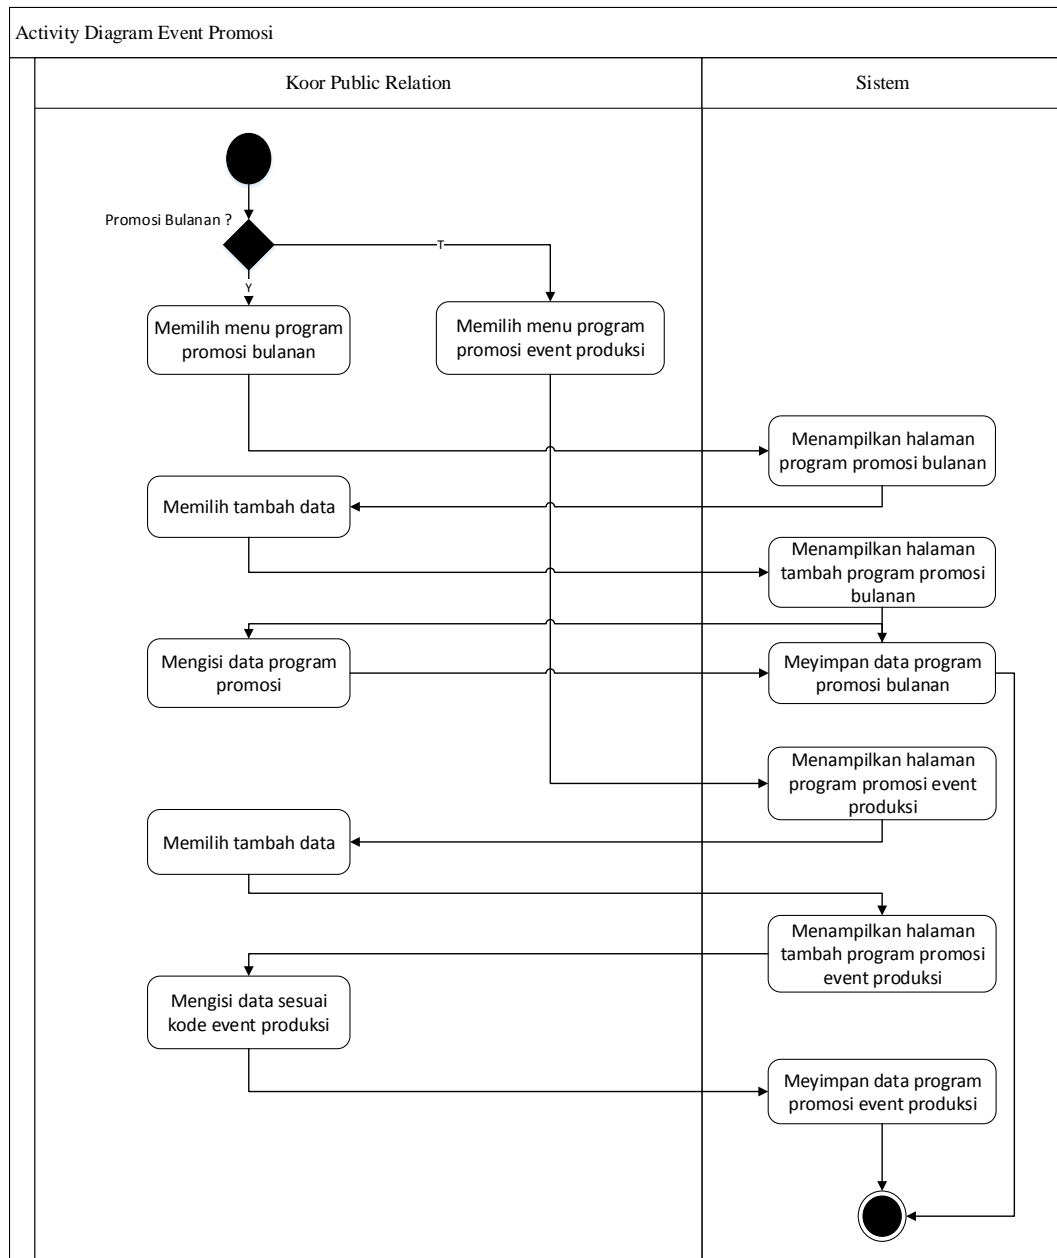 Activity Diagram Event Promosi
Koor Public Relation
Sistem
Promosi Bulanan ?
T
Y
Memilih menu program
promosi bulanan
Memilih menu program
promosi event produksi
Menampilkan halaman
program promosi bulanan
Memilih tambah data
Menampilkan halaman
tambah program promosi
bulanan
Mengisi data program
promosi
Meyimpan data program
promosi bulanan
Menampilkan halaman
program promosi event
produksi
Memilih tambah data
Menampilkan halaman
tambah program promosi
event produksi
Mengisi data sesuai
kode event produksi
Meyimpan data program
promosi event produksi